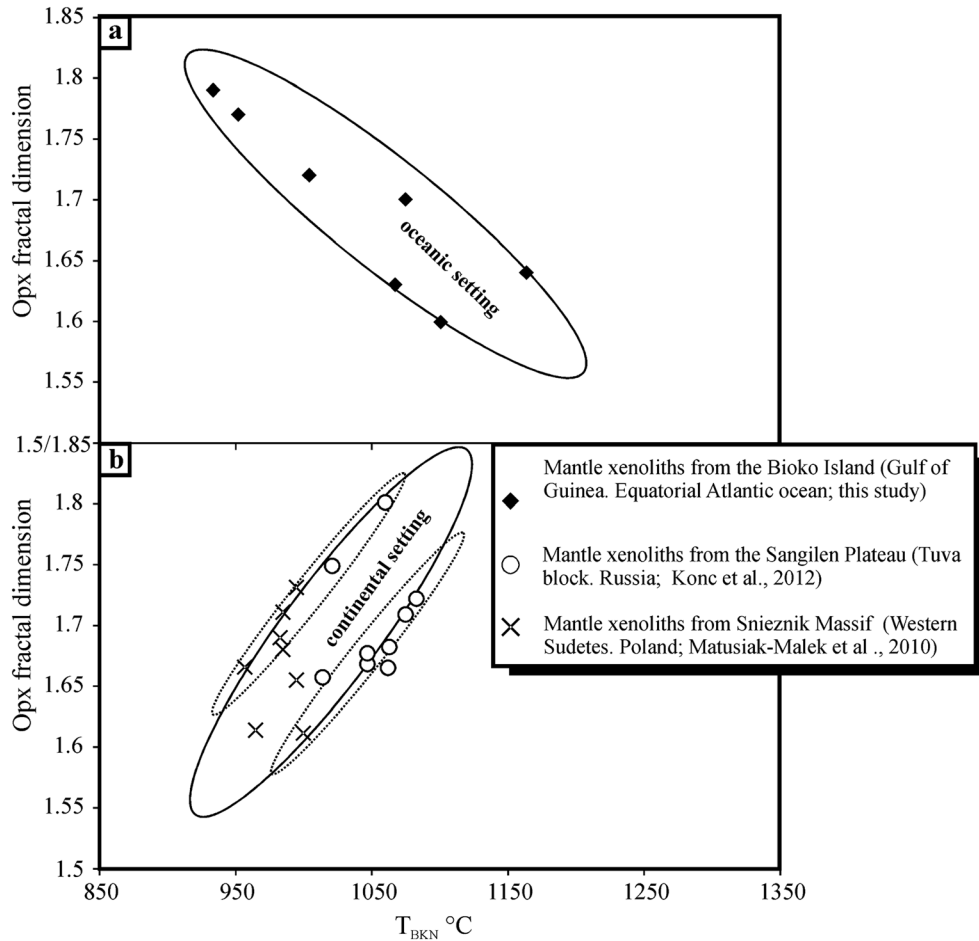 a
1.85
1.8
1.75
1.7
1.65
1.6
1.55
Opx fractal dimension
oceanic setting
1.5/1.85
b
1.8
1.75
1.7
1.65
1.6
1.55
1.5
Opx fractal dimension
continental setting
Mantle xenoliths from the Bioko Island (Gulf of
Guinea. Equatorial Atlantic ocean; this study)
Mantle xenoliths from the Sangilen Plateau (Tuva
block. Russia; Konc et al., 2012)
Mantle xenoliths from Snieznik Massif (Western
Sudetes. Poland; Matusiak-Malek et al ., 2010)
850 950 1050 1150 1250 1350
T_BKN °C